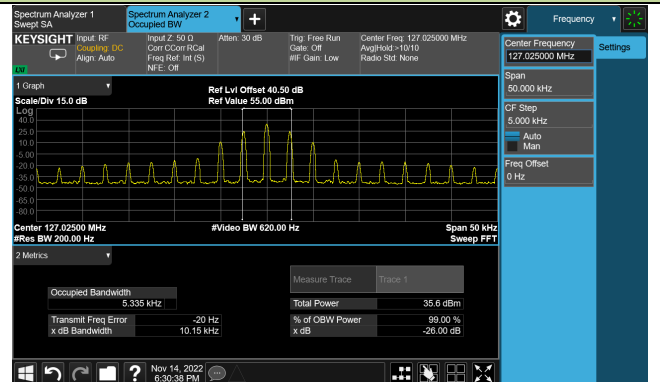 Spectrum Analyzer 1
Swept SA
Spectrum Analyzer 2
Occupied BW
Frequency
KEYSIGHT
Input: RF
Coupling: DC
Align: Auto
Input Z: 50 Ω
Corr CCorr RCal
Freq Ref: Int (S)
NFE: Off
Atten: 30 dB
Trig: Free Run
Gate: Off
#IF Gain: Low
Center Freq: 127.025000 MHz
Avg|Hold:>10/10
Radio Std: None
LXI
Center Frequency
127.025000 MHz
Settings
Span
50.000 kHz
CF Step
5.000 kHz
Auto
Man
Freq Offset
0 Hz
1 Graph
Scale/Div 15.0 dB
Ref Lvl Offset 40.50 dB
Ref Value 55.00 dBm
Log
40.0
25.0
10.0
-5.00
-20.0
-35.0
-50.0
-65.0
-80.0
Center 127.02500 MHz
#Res BW 200.00 Hz
#Video BW 620.00 Hz
Span 50 kHz
Sweep FFT
2 Metrics
Measure Trace
Trace 1
Occupied Bandwidth
5.335 kHz
Total Power
35.6 dBm
Transmit Freq Error
-20 Hz
% of OBW Power
99.00 %
x dB Bandwidth
10.15 kHz
x dB
-26.00 dB
?
Nov 14, 2022
6:30:38 PM